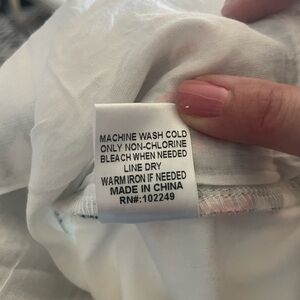 MACHINE WASH COLD
ONLY NON-CHLORINE
BLEACH WHEN NEEDED
LINE DRY
WARM IRON IF NEEDED
MADE IN CHINA
RN#:102249